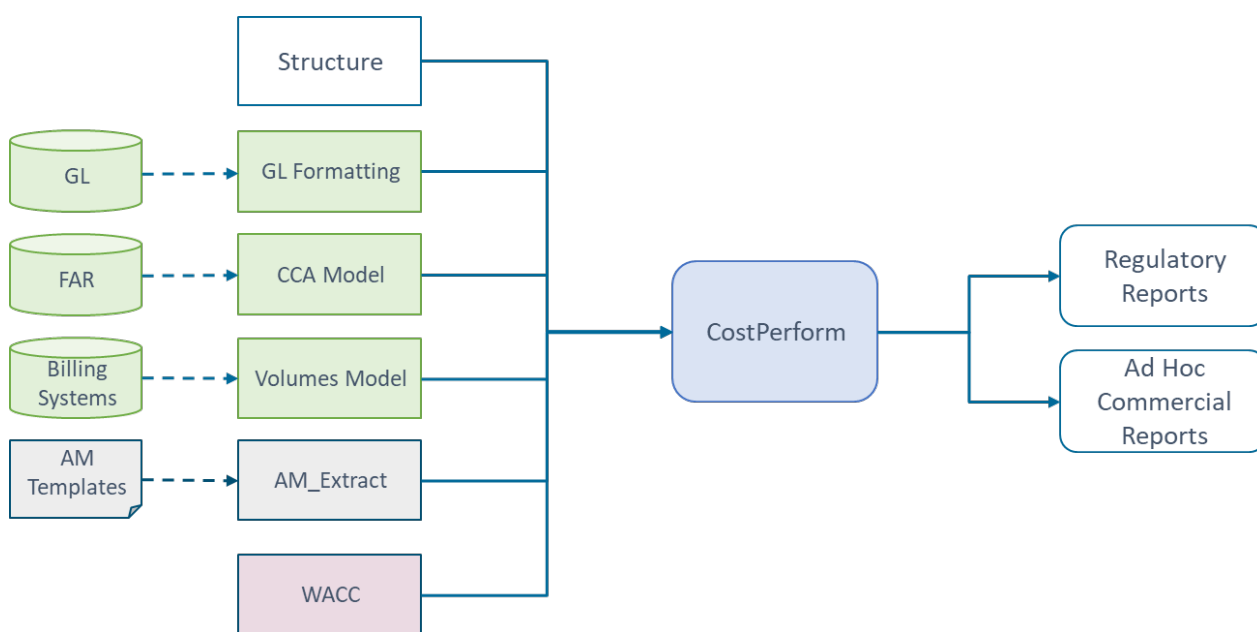 Structure
GL
GL Formatting
FAR
CCA Model
Billing
Systems
Volumes Model
AM
Templates
AM_Extract
WACC
CostPerform
Regulatory
Reports
Ad Hoc
Commercial
Reports